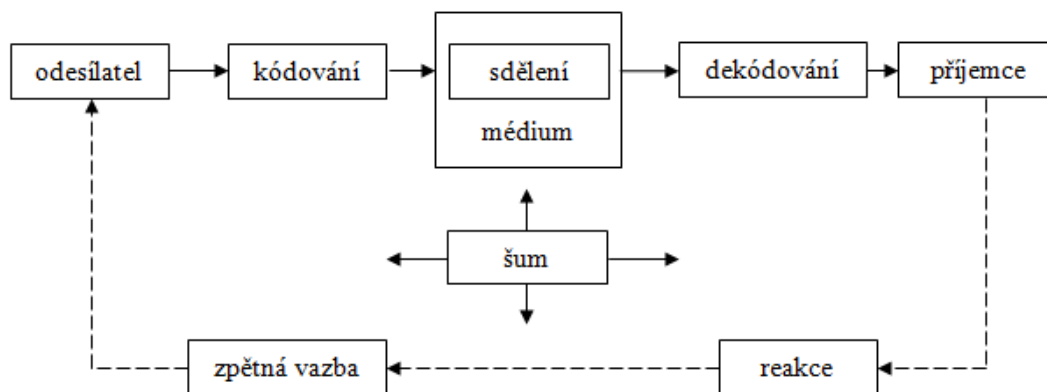 odesílatel
kódování
sdělení
médium
dekódování
příjemce
šum
zpětná vazba
reakce